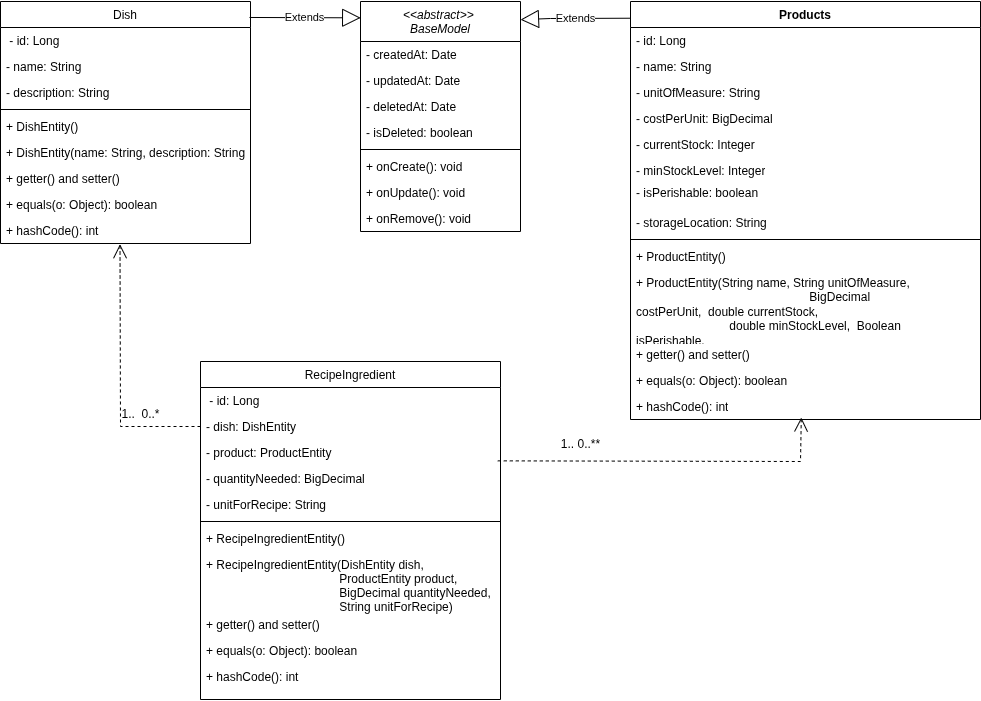 Dish
- id: Long
- name: String
- description: String
+ DishEntity()
+ DishEntity(name: String, description: String
+ getter() and setter()
+ equals(o: Object): boolean
+ hashCode(): int
Extends
<<abstract>>
BaseModel
- createdAt: Date
- updatedAt: Date
- deletedAt: Date
- isDeleted: boolean
+ onCreate(): void
+ onUpdate(): void
+ onRemove(): void
Extends
Products
- id: Long
- name: String
- unitOfMeasure: String
- costPerUnit: BigDecimal
- currentStock: Integer
- minStockLevel: Integer
- isPerishable: boolean
- storageLocation: String
+ ProductEntity()
+ ProductEntity(String name, String unitOfMeasure,
BigDecimal
costPerUnit,  double currentStock,
double minStockLevel,  Boolean
isPerishable.
+ getter() and setter()
+ equals(o: Object): boolean
+ hashCode(): int
1..  0..*
1.. 0..**
RecipeIngredient
- id: Long
- dish: DishEntity
- product: ProductEntity
- quantityNeeded: BigDecimal
- unitForRecipe: String
+ RecipeIngredientEntity()
+ RecipeIngredientEntity(DishEntity dish,
ProductEntity product,
BigDecimal quantityNeeded,
String unitForRecipe)
+ getter() and setter()
+ equals(o: Object): boolean
+ hashCode(): int